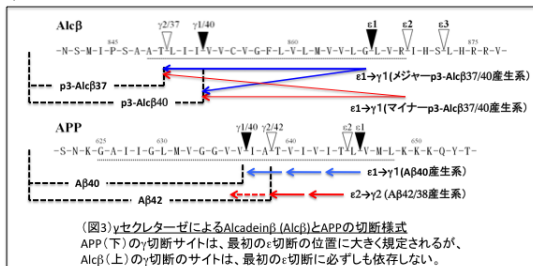 Alcβ
γ2/37 γ1/40 ε1 ε2 ε3
845 860 875
- N S M I P S A A T L I I V V C V G F L V L M V V L G L V R I H S L H R R V -
p3-Alcβ37
p3-Alcβ40
ε1→γ1(メジャーp3-Alcβ37/40産生系)
ε1→γ1(マイナーp3-Alcβ37/40産生系)
APP
γ1/40 γ2/42 ε2 ε1
- S N K G A I I G L M V G G V V I A T V I V I T L V M L K K K Q Y T -
625 650
Aβ40
Aβ42
ε1→γ1(Aβ40産生系)
ε2→γ2 (Aβ42/38産生系)
(図3)γセクレターゼによるAlcadeinβ (Alcβ)とAPPの切断様式
APP（下）のγ切断サイトは、最初のε切断の位置に大きく規定されるが、
Alcβ（上）のγ切断のサイトは、最初のε切断に必ずしも依存しない。